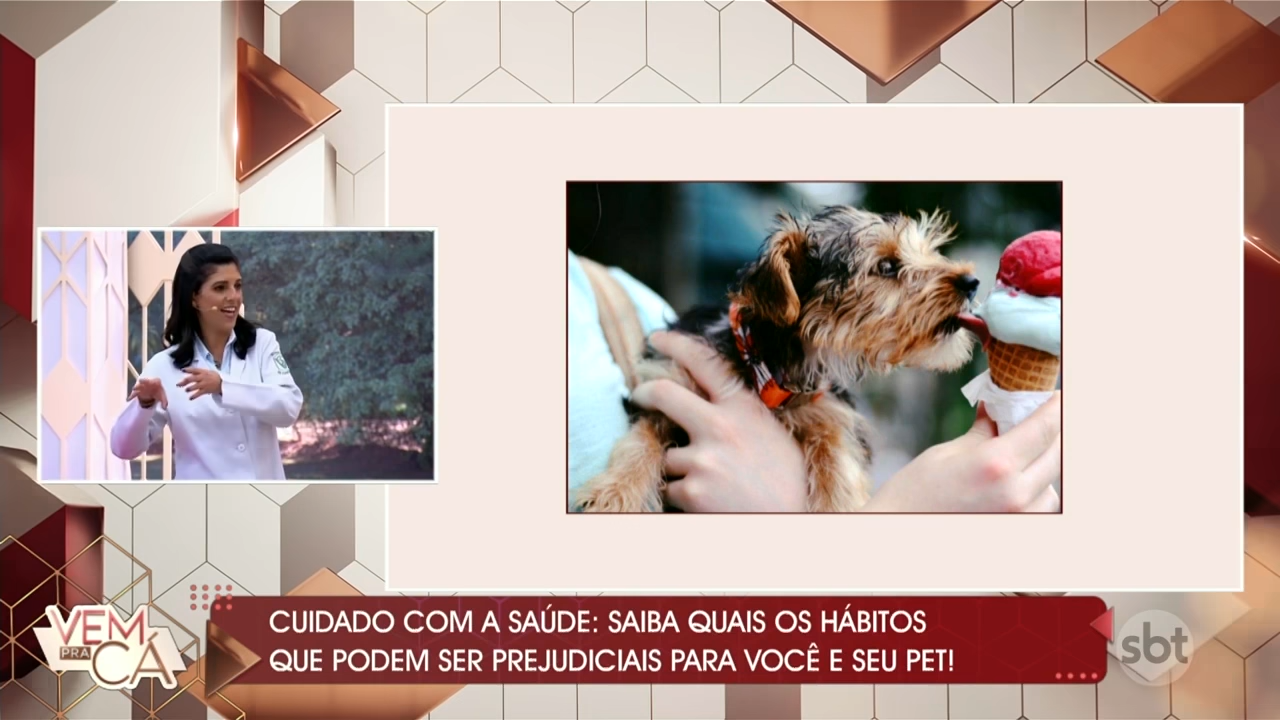 CUIDADO COM A SAÚDE: SAIBA QUAIS OS HÁBITOS
QUE PODEM SER PREJUDICIAIS PARA VOCÊ E SEU PET!
VEM
PRA
CÁ
sbt